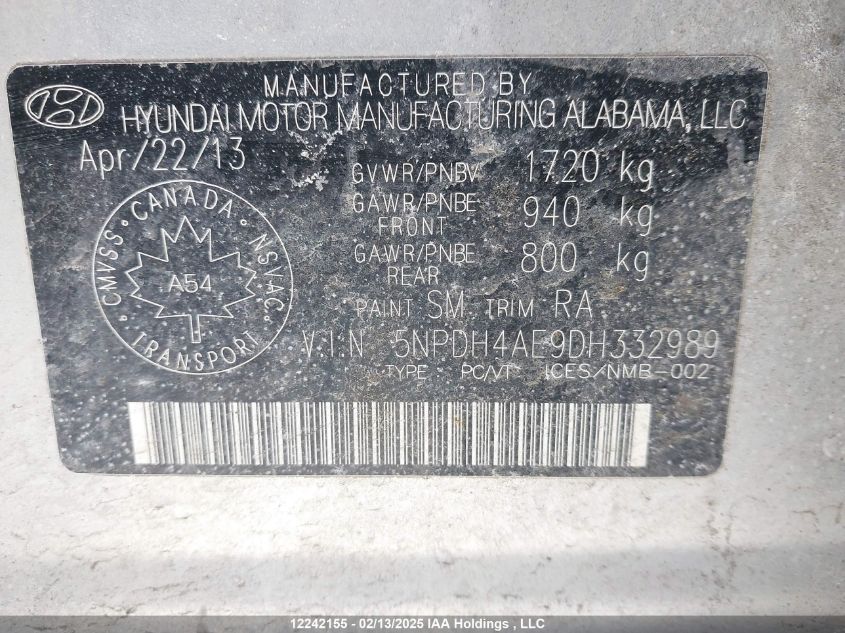 MANUFACTURED BY
HYUNDAI MOTOR MANUFACTURING ALABAMA, LLC
Apr/22/13
GVWR/PNBV 1720 kg
GAWR/PNBE FRONT 940 kg
GAWR/PNBE REAR 800 kg
CANADA
CMVSS · NSVAC
A54
TRANSPORT
PAINT SM TRIM RA
V.I.N 5NPDH4AE9DH332989
TYPE PC/VT ICES/NMB-002
12242155 - 02/13/2025 IAA Holdings , LLC